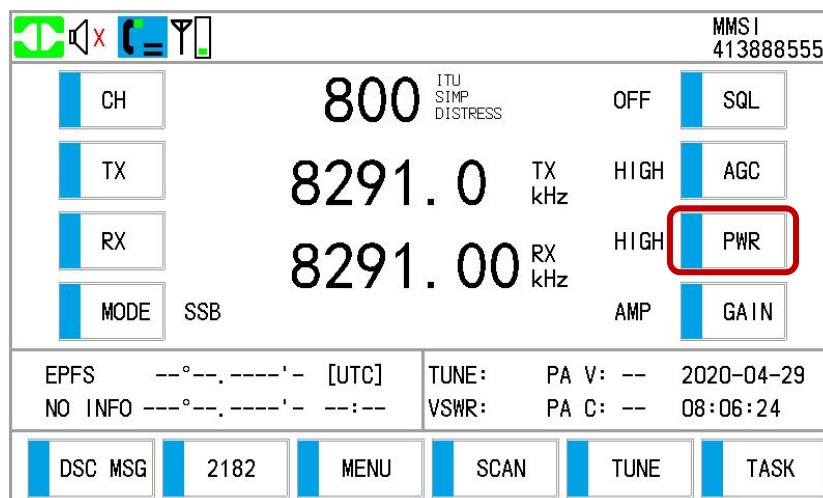 MMSI
413888555
CH 800 ITU SIMP DISTRESS OFF SQL
TX 8291.0 TX kHz HIGH AGC
RX 8291.00 RX kHz HIGH PWR
MODE SSB AMP GAIN
EPFS --°--.----'- [UTC] TUNE: PA V: -- 2020-04-29
NO INFO ---°--.----'- --:-- VSWR: PA C: -- 08:06:24
DSC MSG 2182 MENU SCAN TUNE TASK